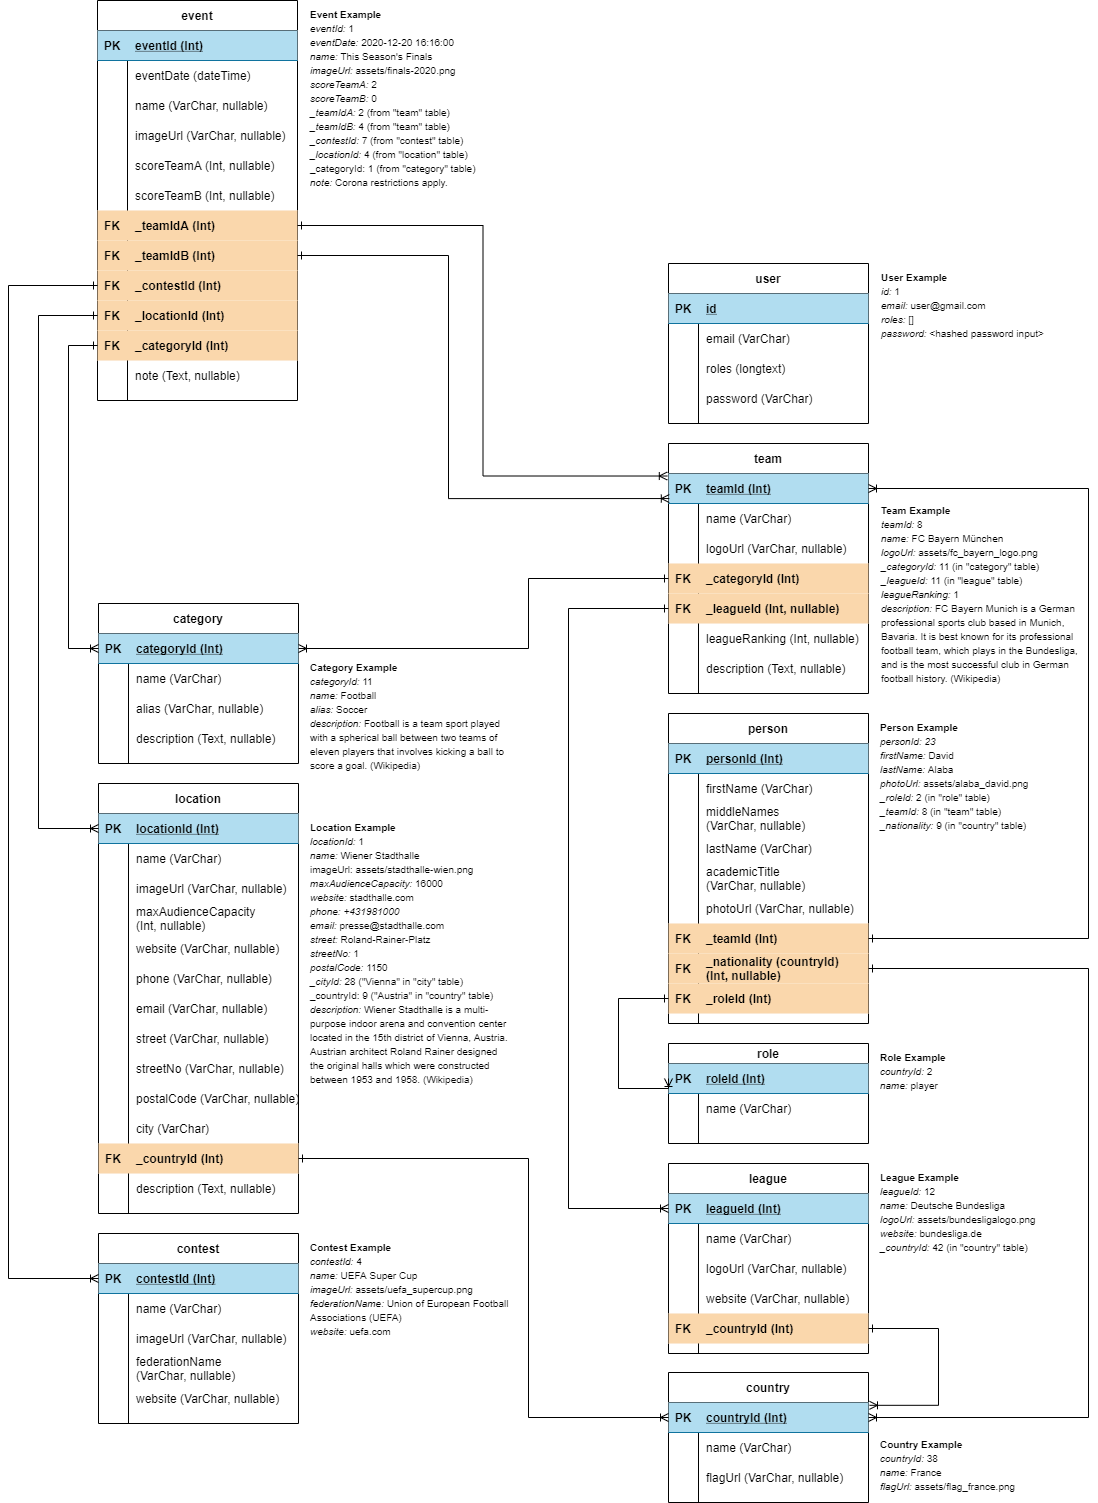 event
PK eventId (Int)
eventDate (dateTime)
name (VarChar, nullable)
imageUrl (VarChar, nullable)
scoreTeamA (Int, nullable)
scoreTeamB (Int, nullable)
FK _teamIdA (Int)
FK _teamIdB (Int)
FK _contestId (Int)
FK _locationId (Int)
FK _categoryId (Int)
note (Text, nullable)
Event Example
eventId: 1
eventDate: 2020-12-20 16:16:00
name: This Season's Finals
imageUrl: assets/finals-2020.png
scoreTeamA: 2
scoreTeamB: 0
_teamIdA: 2 (from "team" table)
_teamIdB: 4 (from "team" table)
_contestId: 7 (from "contest" table)
_locationId: 4 (from "location" table)
_categoryId: 1 (from "category" table)
note: Corona restrictions apply.
user
PK id
email (VarChar)
roles (longtext)
password (VarChar)
User Example
id: 1
email: user@gmail.com
roles: []
password: <hashed password input>
team
PK teamId (Int)
name (VarChar)
logoUrl (VarChar, nullable)
FK _categoryId (Int)
FK _leagueId (Int, nullable)
leagueRanking (Int, nullable)
description (Text, nullable)
Team Example
teamId: 8
name: FC Bayern München
logoUrl: assets/fc_bayern_logo.png
_categoryId: 11 (in "category" table)
_leagueId: 11 (in "league" table)
leagueRanking: 1
description: FC Bayern Munich is a German
professional sports club based in Munich,
Bavaria. It is best known for its professional
football team, which plays in the Bundesliga,
and is the most successful club in German
football history. (Wikipedia)
category
PK categoryId (Int)
name (VarChar)
alias (VarChar, nullable)
description (Text, nullable)
Category Example
categoryId: 11
name: Football
alias: Soccer
description: Football is a team sport played
with a spherical ball between two teams of
eleven players that involves kicking a ball to
score a goal. (Wikipedia)
person
PK personId (Int)
firstName (VarChar)
middleNames
(VarChar, nullable)
lastName (VarChar)
academicTitle
(VarChar, nullable)
photoUrl (VarChar, nullable)
FK _teamId (Int)
FK _nationality (countryId)
(Int, nullable)
FK _roleId (Int)
Person Example
personId: 23
firstName: David
lastName: Alaba
photoUrl: assets/alaba_david.png
_roleId: 2 (in "role" table)
_teamId: 8 (in "team" table)
_nationality: 9 (in "country" table)
location
PK locationId (Int)
name (VarChar)
imageUrl (VarChar, nullable)
maxAudienceCapacity
(Int, nullable)
website (VarChar, nullable)
phone (VarChar, nullable)
email (VarChar, nullable)
street (VarChar, nullable)
streetNo (VarChar, nullable)
postalCode (VarChar, nullable)
city (VarChar)
FK _countryId (Int)
description (Text, nullable)
Location Example
locationId: 1
name: Wiener Stadthalle
imageUrl: assets/stadthalle-wien.png
maxAudienceCapacity: 16000
website: stadthalle.com
phone: +431981000
email: presse@stadthalle.com
street: Roland-Rainer-Platz
streetNo: 1
postalCode: 1150
_cityId: 28 ("Vienna" in "city" table)
_countryId: 9 ("Austria" in "country" table)
description: Wiener Stadthalle is a multi-
purpose indoor arena and convention center
located in the 15th district of Vienna, Austria.
Austrian architect Roland Rainer designed
the original halls which were constructed
between 1953 and 1958. (Wikipedia)
role
PK roleId (Int)
name (VarChar)
Role Example
countryId: 2
name: player
league
PK leagueId (Int)
name (VarChar)
logoUrl (VarChar, nullable)
website (VarChar, nullable)
FK _countryId (Int)
League Example
leagueId: 12
name: Deutsche Bundesliga
logoUrl: assets/bundesligalogo.png
website: bundesliga.de
_countryId: 42 (in "country" table)
contest
PK contestId (Int)
name (VarChar)
imageUrl (VarChar, nullable)
federationName
(VarChar, nullable)
website (VarChar, nullable)
Contest Example
contestId: 4
name: UEFA Super Cup
imageUrl: assets/uefa_supercup.png
federationName: Union of European Football
Associations (UEFA)
website: uefa.com
country
PK countryId (Int)
name (VarChar)
flagUrl (VarChar, nullable)
Country Example
countryId: 38
name: France
flagUrl: assets/flag_france.png